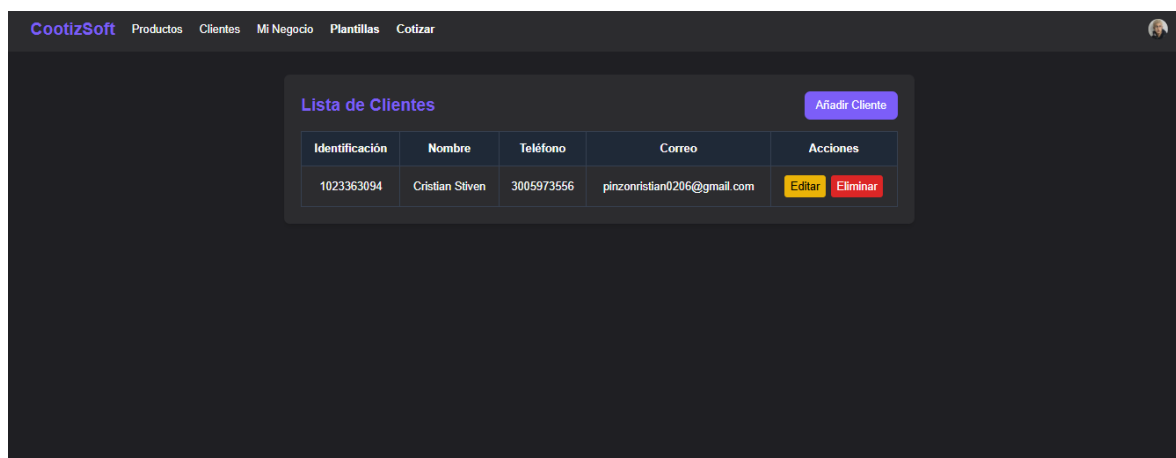 CootizSoft Productos Clientes Mi Negocio Plantillas Cotizar
Lista de Clientes Añadir Cliente
Identificación Nombre Teléfono Correo Acciones
1023363094 Cristian Stiven 3005973556 pinzonristian0206@gmail.com Editar Eliminar